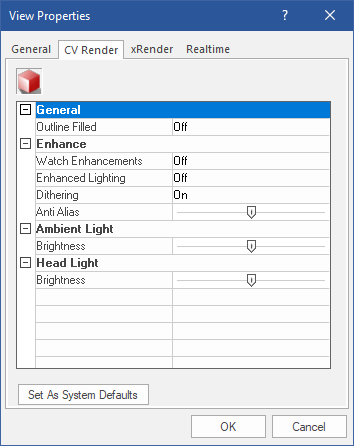 View Properties ? ×
General CV Render xRender Realtime
General
Outline Filled Off
Enhance
Watch Enhancements Off
Enhanced Lighting Off
Dithering On
Anti Alias
Ambient Light
Brightness
Head Light
Brightness
Set As System Defaults
OK Cancel